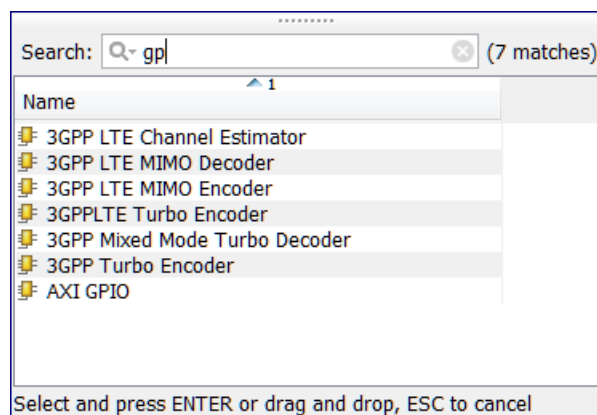 Search: gp (7 matches)
1
Name
3GPP LTE Channel Estimator
3GPP LTE MIMO Decoder
3GPP LTE MIMO Encoder
3GPPLTE Turbo Encoder
3GPP Mixed Mode Turbo Decoder
3GPP Turbo Encoder
AXI GPIO
Select and press ENTER or drag and drop, ESC to cancel